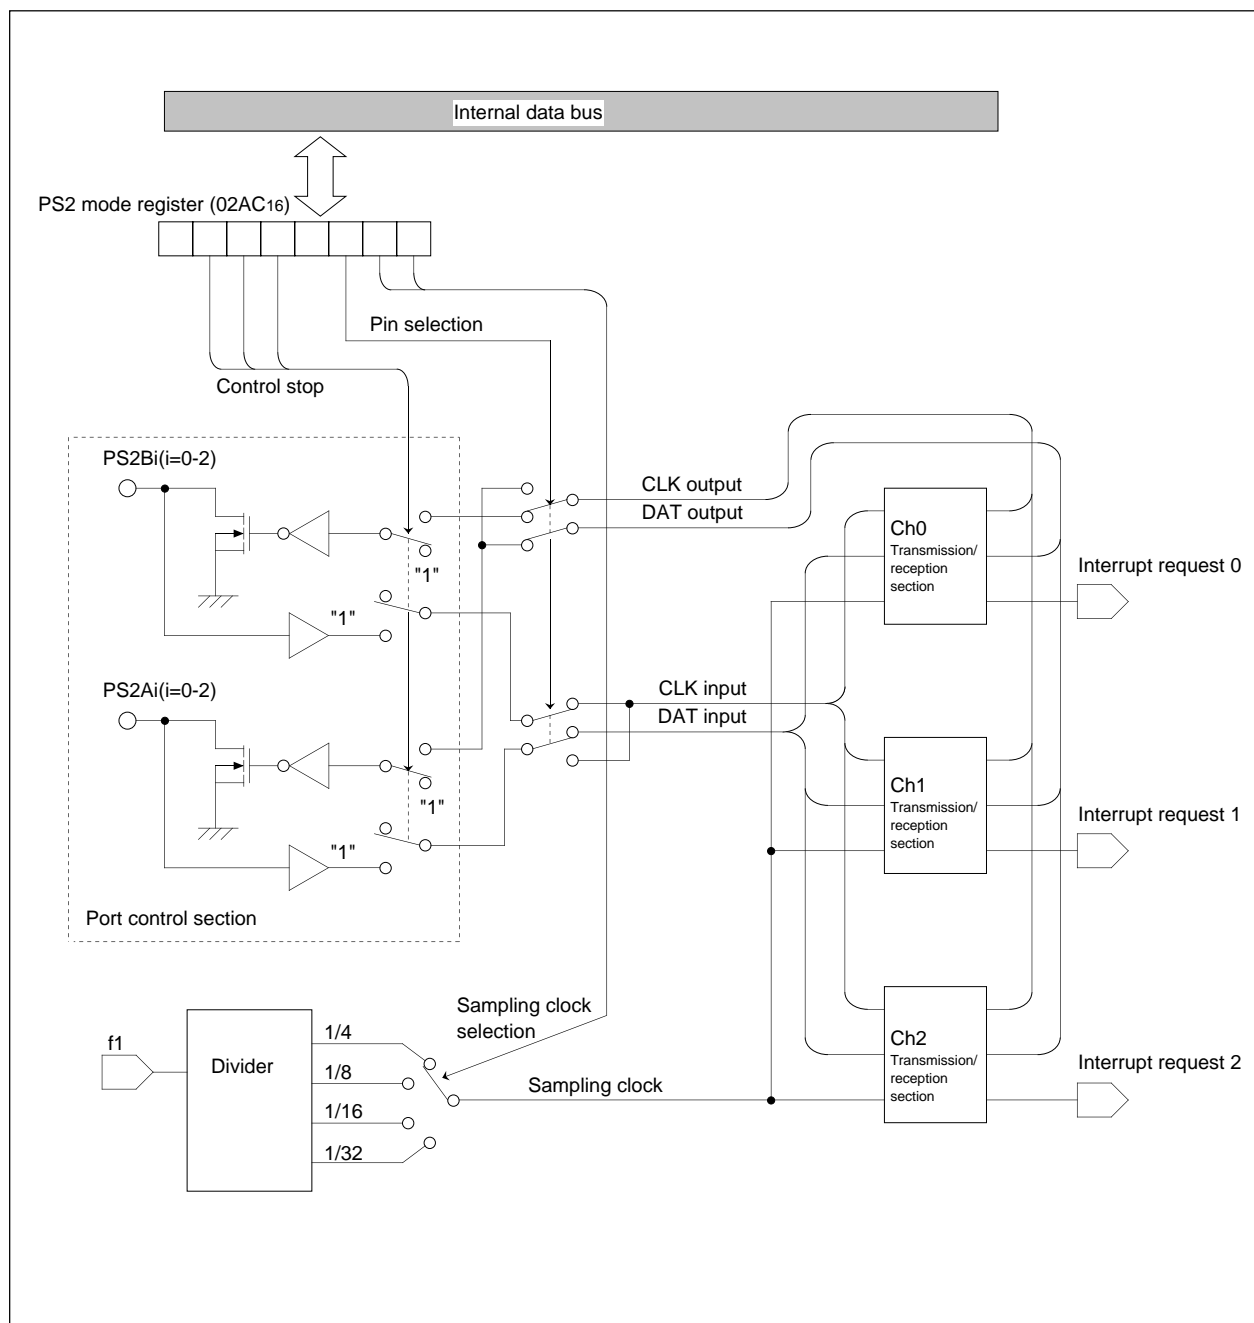 Internal data bus
PS2 mode register (02AC16)
Pin selection
Control stop
PS2Bi(i=0-2)
CLK output
DAT output
"1"
"1"
Ch0
Transmission/
reception
section
Interrupt request 0
PS2Ai(i=0-2)
CLK input
DAT input
"1"
"1"
Ch1
Transmission/
reception
section
Interrupt request 1
Port control section
Sampling clock
selection
f1
Divider
1/4
1/8
1/16
1/32
Sampling clock
Ch2
Transmission/
reception
section
Interrupt request 2